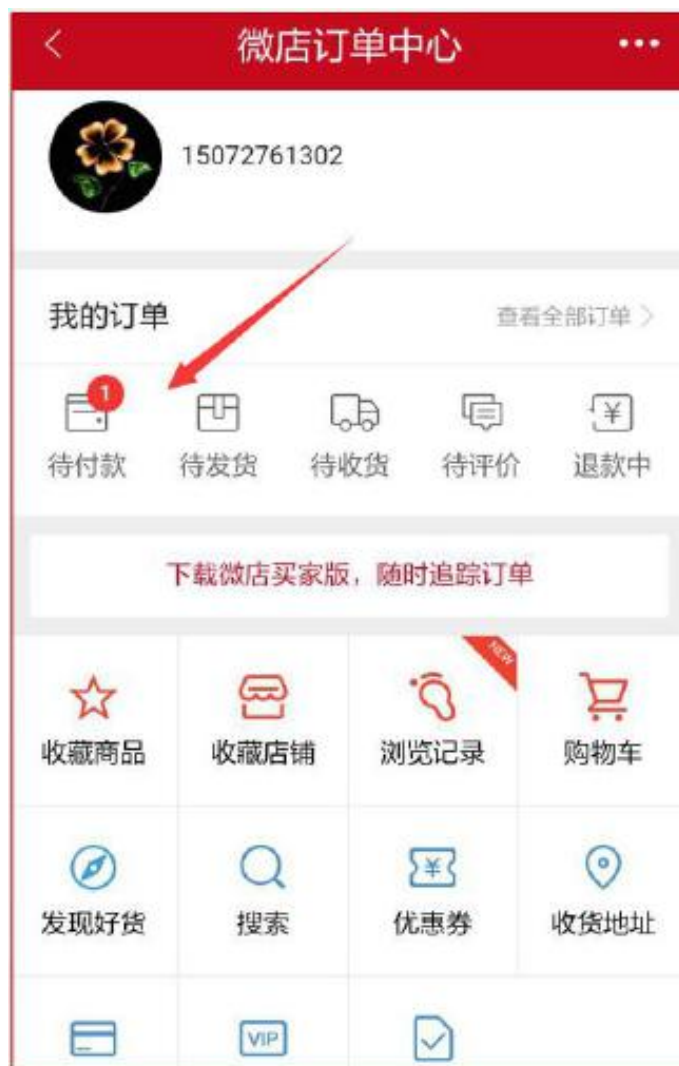 微店订单中心
15072761302
我的订单 查看全部订单
1
待付款 待发货 待收货 待评价 退款中
下载微店买家版，随时追踪订单
NEW
收藏商品 收藏店铺 浏览记录 购物车
发现好货 搜索 优惠券 收货地址
VIP